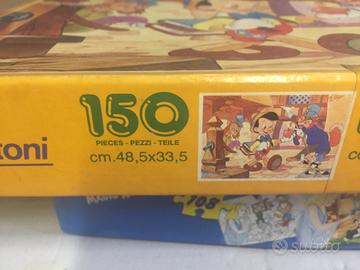 toni
150
PIECES - PEZZI - TEILE
cm.48,5x33,5
108
subito